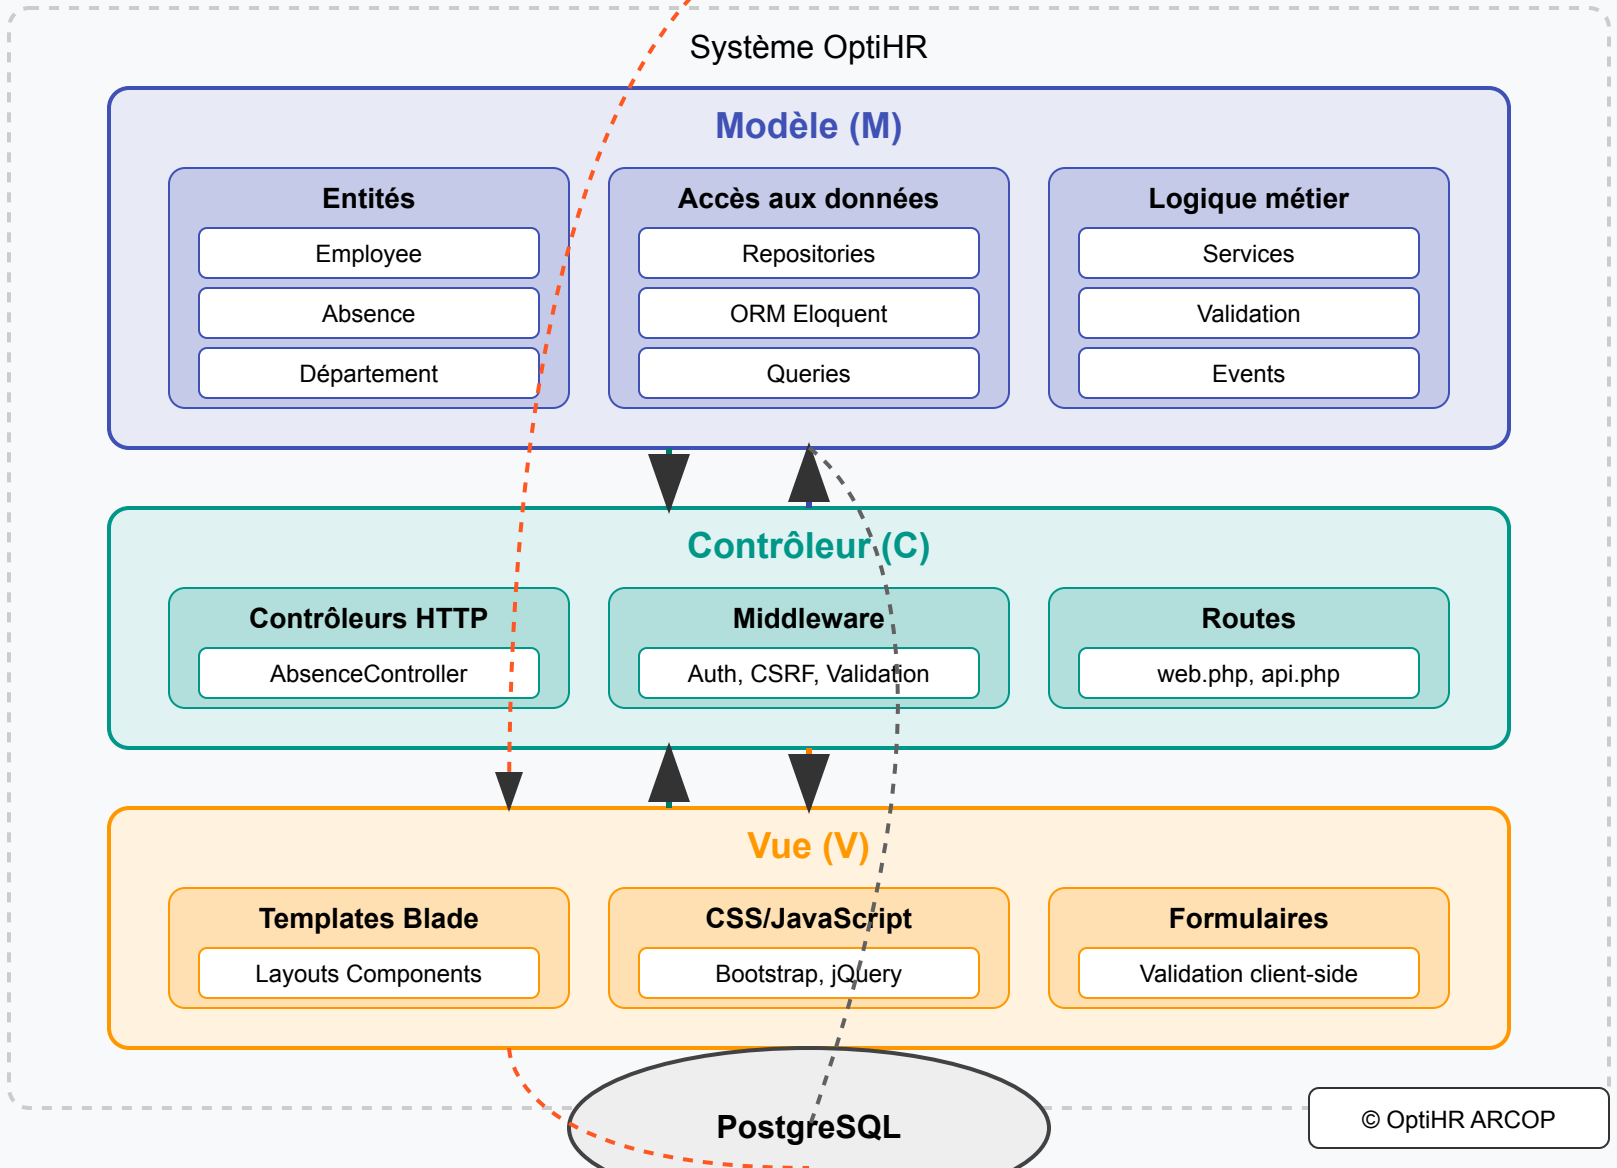 Système OptiHR
Modèle (M)
Entités
Employee
Absence
Département
Accès aux données
Repositories
ORM Eloquent
Queries
Logique métier
Services
Validation
Events
Contrôleur (C)
Contrôleurs HTTP
AbsenceController
Middleware
Auth, CSRF, Validation
Routes
web.php, api.php
Vue (V)
Templates Blade
Layouts Components
CSS/JavaScript
Bootstrap, jQuery
Formulaires
Validation client-side
PostgreSQL
© OptiHR ARCOP